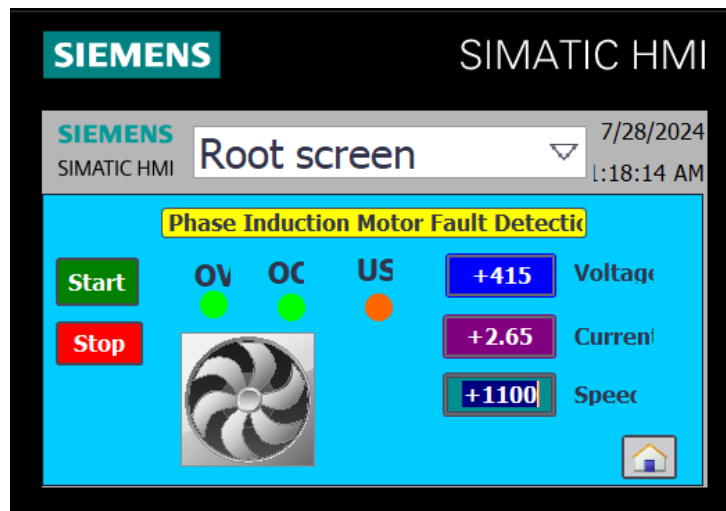 SIEMENS
SIMATIC HMI
SIEMENS
SIMATIC HMI
Root screen
7/28/2024
:18:14 AM
Phase Induction Motor Fault Detectic
Start
OV
OC
US
+415
Voltage
Stop
+2.65
Current
+1100
Speed